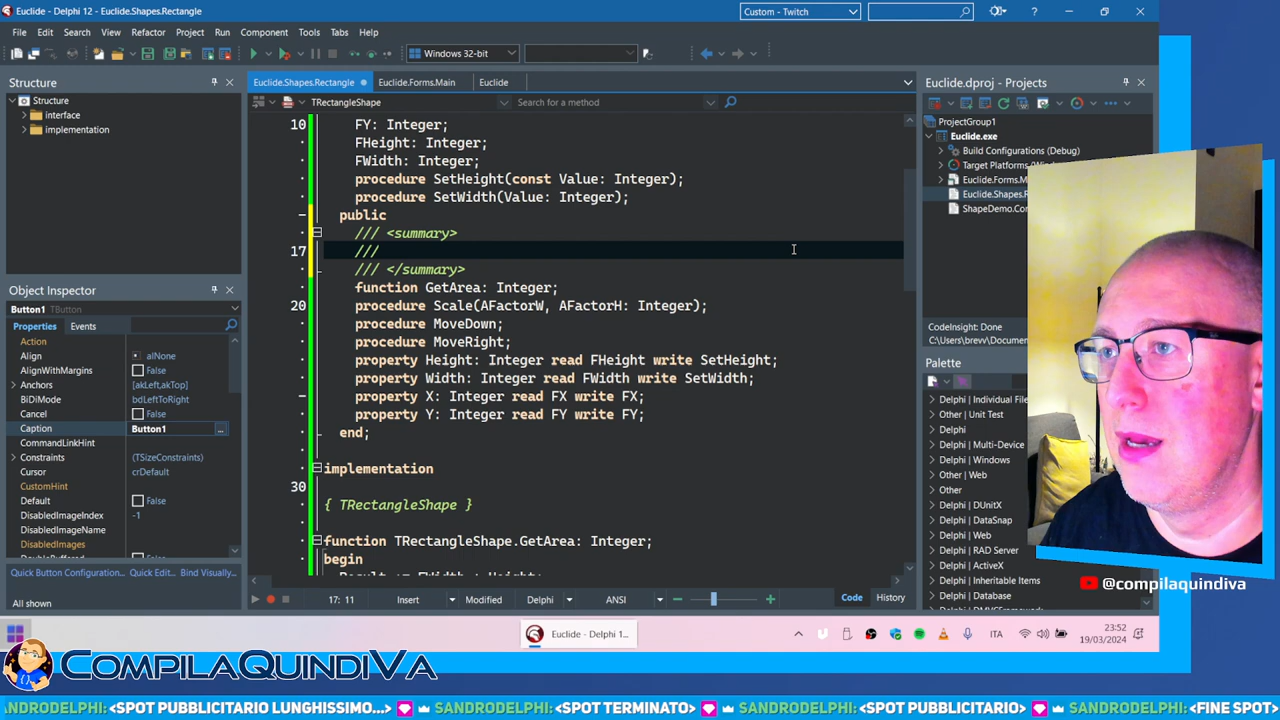 Euclide - Delphi 12 - Euclide.Shapes.Rectangle
Custom - Twitch
File Edit Search View Refactor Project Run Component Tools Tabs Help
Windows 32-bit
Structure
Structure
interface
implementation
Euclide.Shapes.Rectangle Euclide.Forms.Main Euclide
TRectangleShape Search for a method
10 FY: Integer;
FHeight: Integer;
FWidth: Integer;
procedure SetHeight(const Value: Integer);
procedure SetWidth(Value: Integer);
public
/// <summary>
17 ///
/// </summary>
function GetArea: Integer;
20 procedure Scale(AFactorW, AFactorH: Integer);
procedure MoveDown;
procedure MoveRight;
property Height: Integer read FHeight write SetHeight;
property Width: Integer read FWidth write SetWidth;
property X: Integer read FX write FX;
property Y: Integer read FY write FY;
end;
implementation
30
{ TRectangleShape }
function TRectangleShape.GetArea: Integer;
begin
17: 11 Insert Modified Delphi ANSI Code History
Object Inspector
Button1 TButton
Properties Events
Action
Align alNone
AlignWithMargins False
Anchors [akLeft,akTop]
BiDiMode bdLeftToRight
Cancel False
Caption Button1 ...
CommandLinkHint
Constraints (TSizeConstraints)
Cursor crDefault
CustomHint
Default False
DisabledImageIndex -1
DisabledImageName
DisabledImages
Quick Button Configuration... Quick Edit... Bind Visually...
All shown
Euclide.dproj - Projects
ProjectGroup1
Euclide.exe
Build Configurations (Debug)
Target Platforms
Euclide.Forms.M
Euclide.Shapes.R
ShapeDemo.Co
CodeInsight: Done
C:\Users\brevv\Docum
Palette
Delphi | Individual File
Other | Unit Test
Delphi
Delphi | Multi-Device
Delphi | Windows
Other | Web
Other
Delphi | DUnitX
Delphi | DataSnap
Delphi | Web
Delphi | RAD Server
Delphi | ActiveX
Delphi | Inheritable Items
Delphi | Database
@compilaquindiva
Euclide - Delphi 1...
ITA
23:52
19/03/2024
COMPILAQUINDIVA
SANDRODELPHI: <SPOT PUBBLICITARIO LUNGHISSIMO...> SANDRODELPHI: <SPOT TERMINATO> SANDRODELPHI: <SPOT PUBBLICITARIO> SANDRODELPHI: <FINE SPOT>